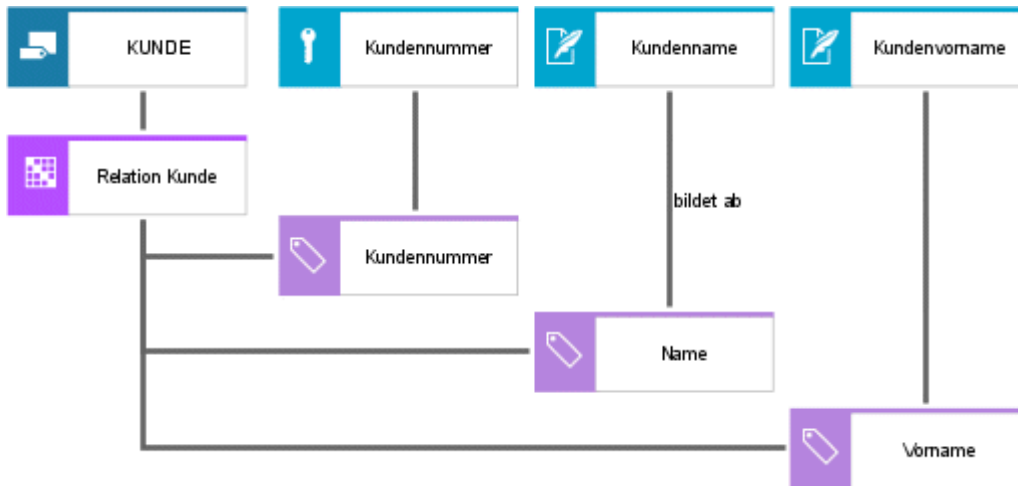 KUNDE
Kundennummer
Kundenname
Kundenvorname
Relation Kunde
bildet ab
Kundennummer
Name
Vorname